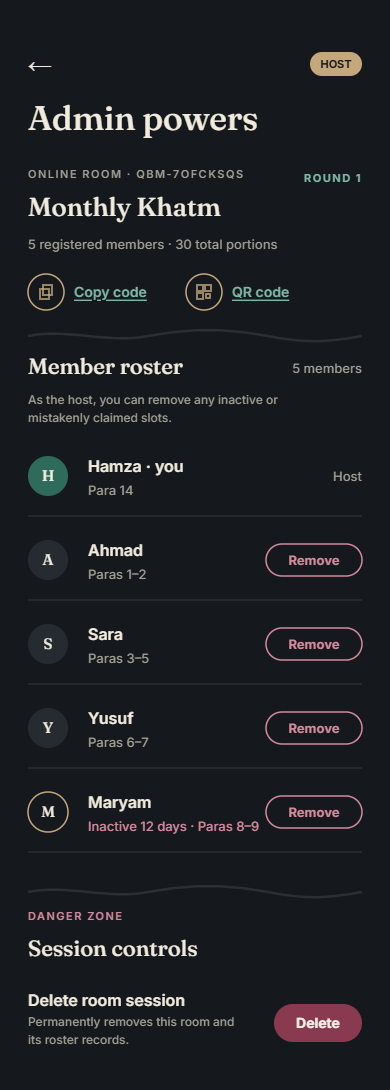 ←
HOST
Admin powers
ONLINE ROOM · QBM-7OFCKSQS
ROUND 1
Monthly Khatm
5 registered members · 30 total portions
Copy code
QR code
Member roster
5 members
As the host, you can remove any inactive or
mistakenly claimed slots.
H
Hamza · you
Para 14
Host
A
Ahmad
Paras 1–2
Remove
S
Sara
Paras 3–5
Remove
Y
Yusuf
Paras 6–7
Remove
M
Maryam
Inactive 12 days · Paras 8–9
Remove
DANGER ZONE
Session controls
Delete room session
Permanently removes this room and
its roster records.
Delete